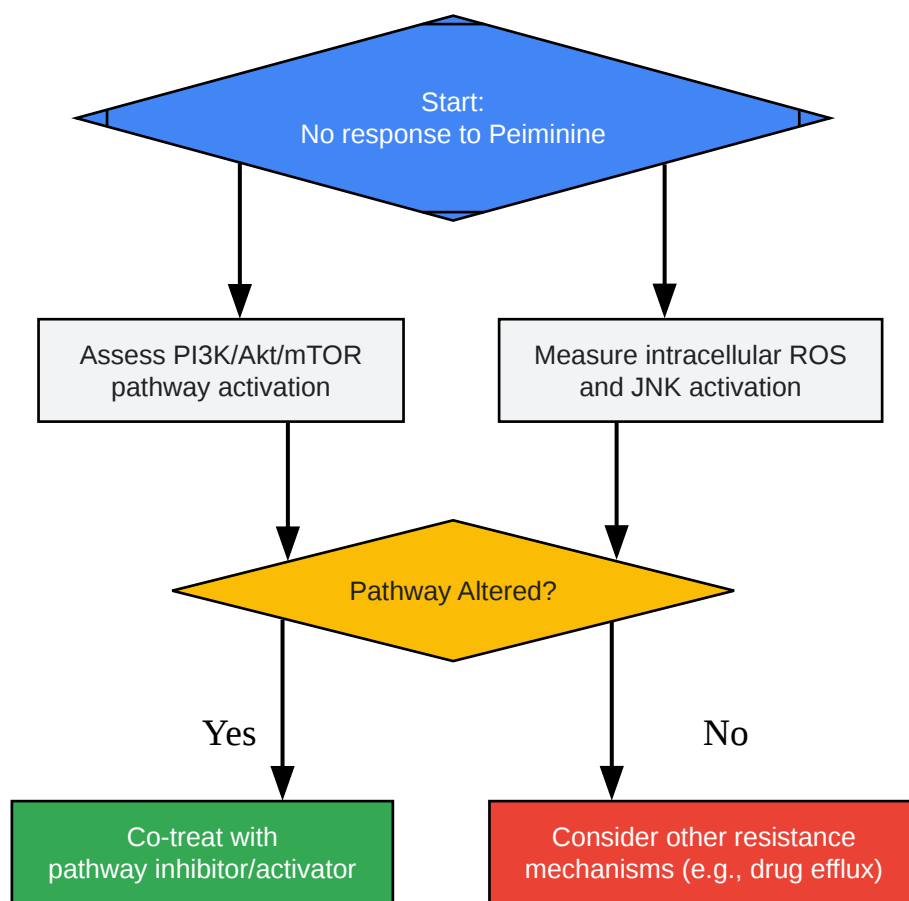 Start:
No response to Peiminine
Assess PI3K/Akt/mTOR
pathway activation
Measure intracellular ROS
and JNK activation
Pathway Altered?
Yes
No
Co-treat with
pathway inhibitor/activator
Consider other resistance
mechanisms (e.g., drug efflux)